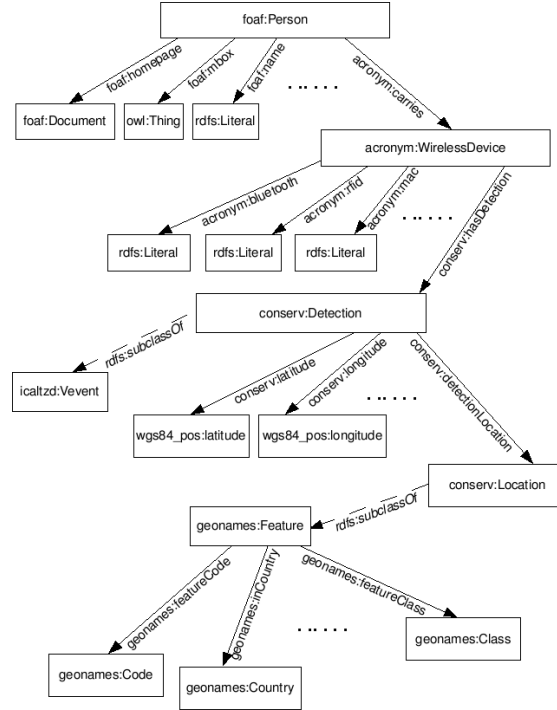 foaf:Person
foaf:homepage
foaf:mbox
foaf:name
acronym:carries
foaf:Document
owl:Thing
rdfs:Literal
acronym:WirelessDevice
acronym:bluetooth
acronym:rfid
acronym:mac
conserv:hasDetection
rdfs:Literal
rdfs:Literal
rdfs:Literal
conserv:Detection
rdfs:subclassOf
conserv:latitude
conserv:longitude
conserv:detectionLocation
icaltzd:Vevent
wgs84_pos:latitude
wgs84_pos:longitude
conserv:Location
rdfs:subclassOf
geonames:Feature
geonames:featureCode
geonames:inCountry
geonames:featureClass
geonames:Code
geonames:Country
geonames:Class